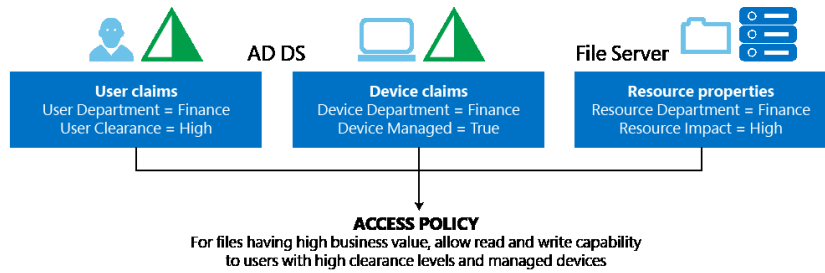 AD DS
File Server
User claims
User Department = Finance
User Clearance = High
Device claims
Device Department = Finance
Device Managed = True
Resource properties
Resource Department = Finance
Resource Impact = High
ACCESS POLICY
For files having high business value, allow read and write capability
to users with high clearance levels and managed devices